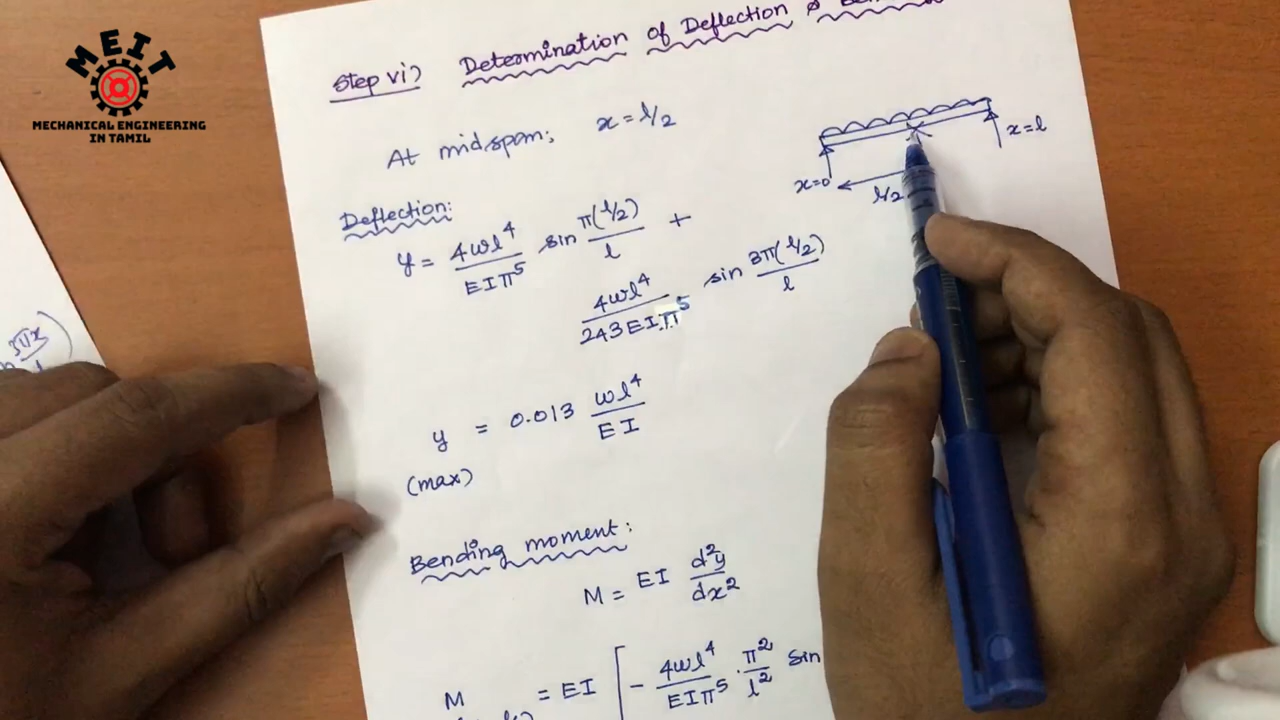 MEIT
MECHANICAL ENGINEERING
IN TAMIL
Step vi) Determination of Deflection &
At midspan; x = l/2
x=0
l/2
x=l
Deflection:
y = 4wl⁴/EIπ⁵ sin π(l/2)/l +
4wl⁴/243EIπ⁵ sin 3π(l/2)/l
y = 0.013 wl⁴/EI
(max)
Bending moment:
M = EI d²y/dx²
M = EI [ - 4wl⁴/EIπ⁵ · π²/l² sin